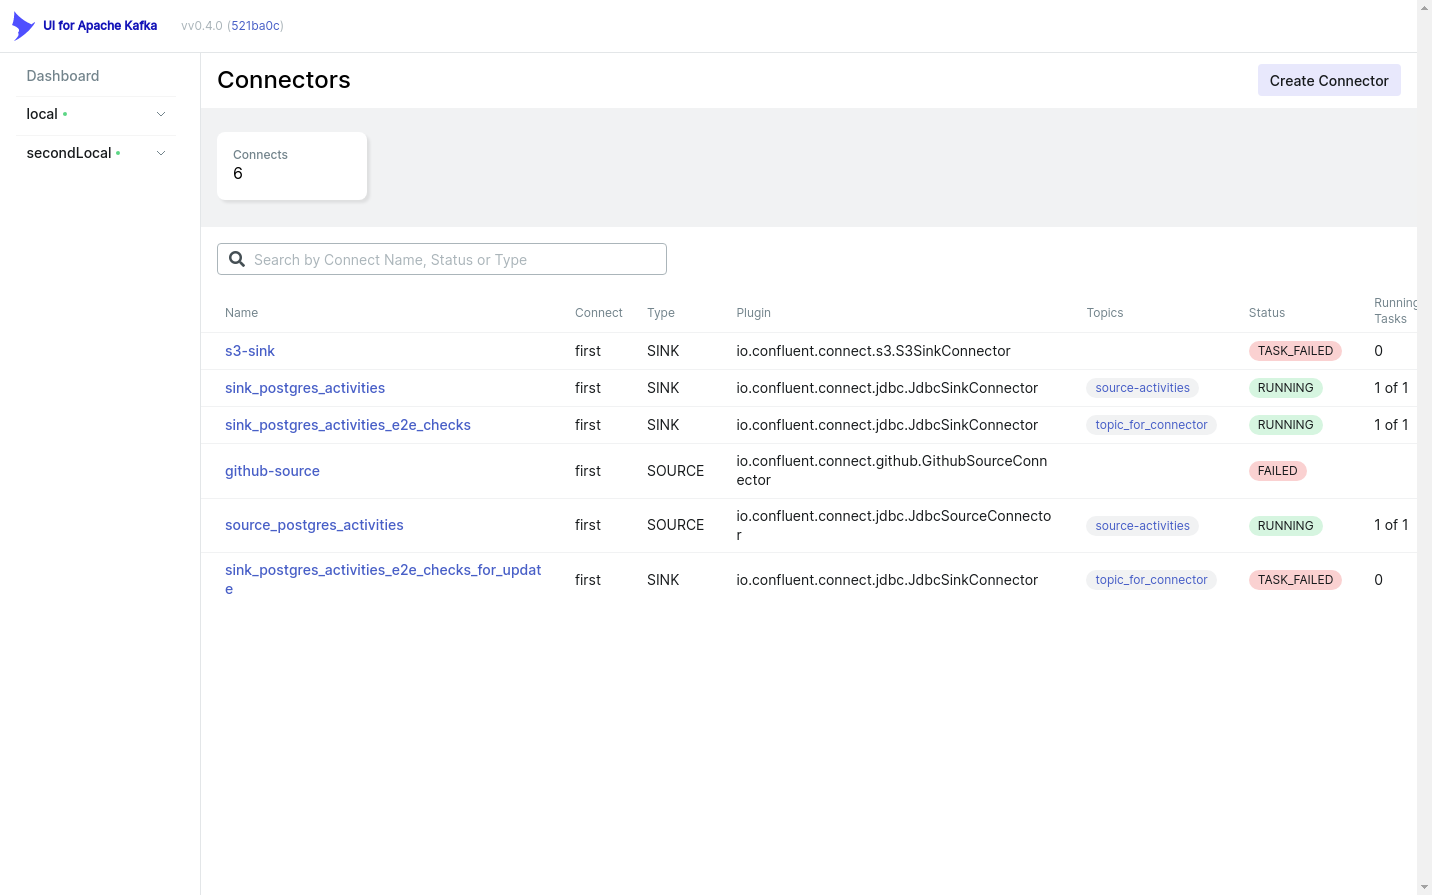 UI for Apache Kafka vv0.4.0 (521ba0c)
Dashboard
local
secondLocal
Connectors
Create Connector
Connects
6
Search by Connect Name, Status or Type
Name Connect Type Plugin Topics Status Running
Tasks
s3-sink first SINK io.confluent.connect.s3.S3SinkConnector TASK_FAILED 0
sink_postgres_activities first SINK io.confluent.connect.jdbc.JdbcSinkConnector source-activities RUNNING 1 of 1
sink_postgres_activities_e2e_checks first SINK io.confluent.connect.jdbc.JdbcSinkConnector topic_for_connector RUNNING 1 of 1
github-source first SOURCE io.confluent.connect.github.GithubSourceConn
ector FAILED
source_postgres_activities first SOURCE io.confluent.connect.jdbc.JdbcSourceConnecto
r source-activities RUNNING 1 of 1
sink_postgres_activities_e2e_checks_for_updat
e first SINK io.confluent.connect.jdbc.JdbcSinkConnector topic_for_connector TASK_FAILED 0